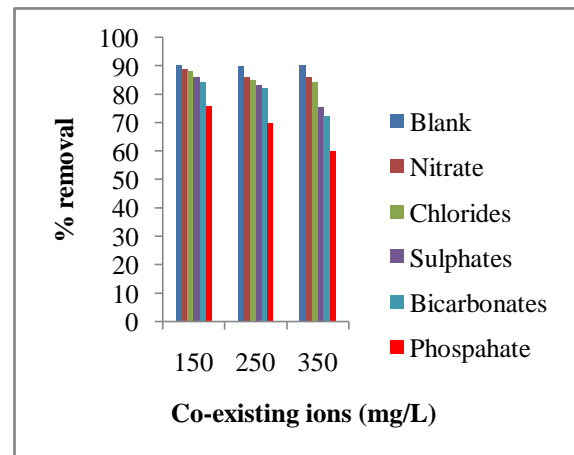 100
90
80
70
60
50
40
30
20
10
0
% removal
150 250 350
Co-existing ions (mg/L)
Blank
Nitrate
Chlorides
Sulphates
Bicarbonates
Phospahate